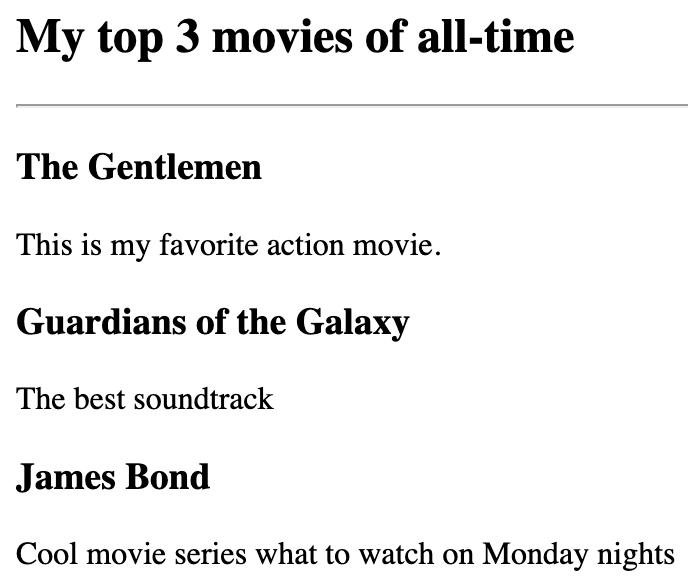 My top 3 movies of all-time
The Gentlemen
This is my favorite action movie.
Guardians of the Galaxy
The best soundtrack
James Bond
Cool movie series what to watch on Monday nights